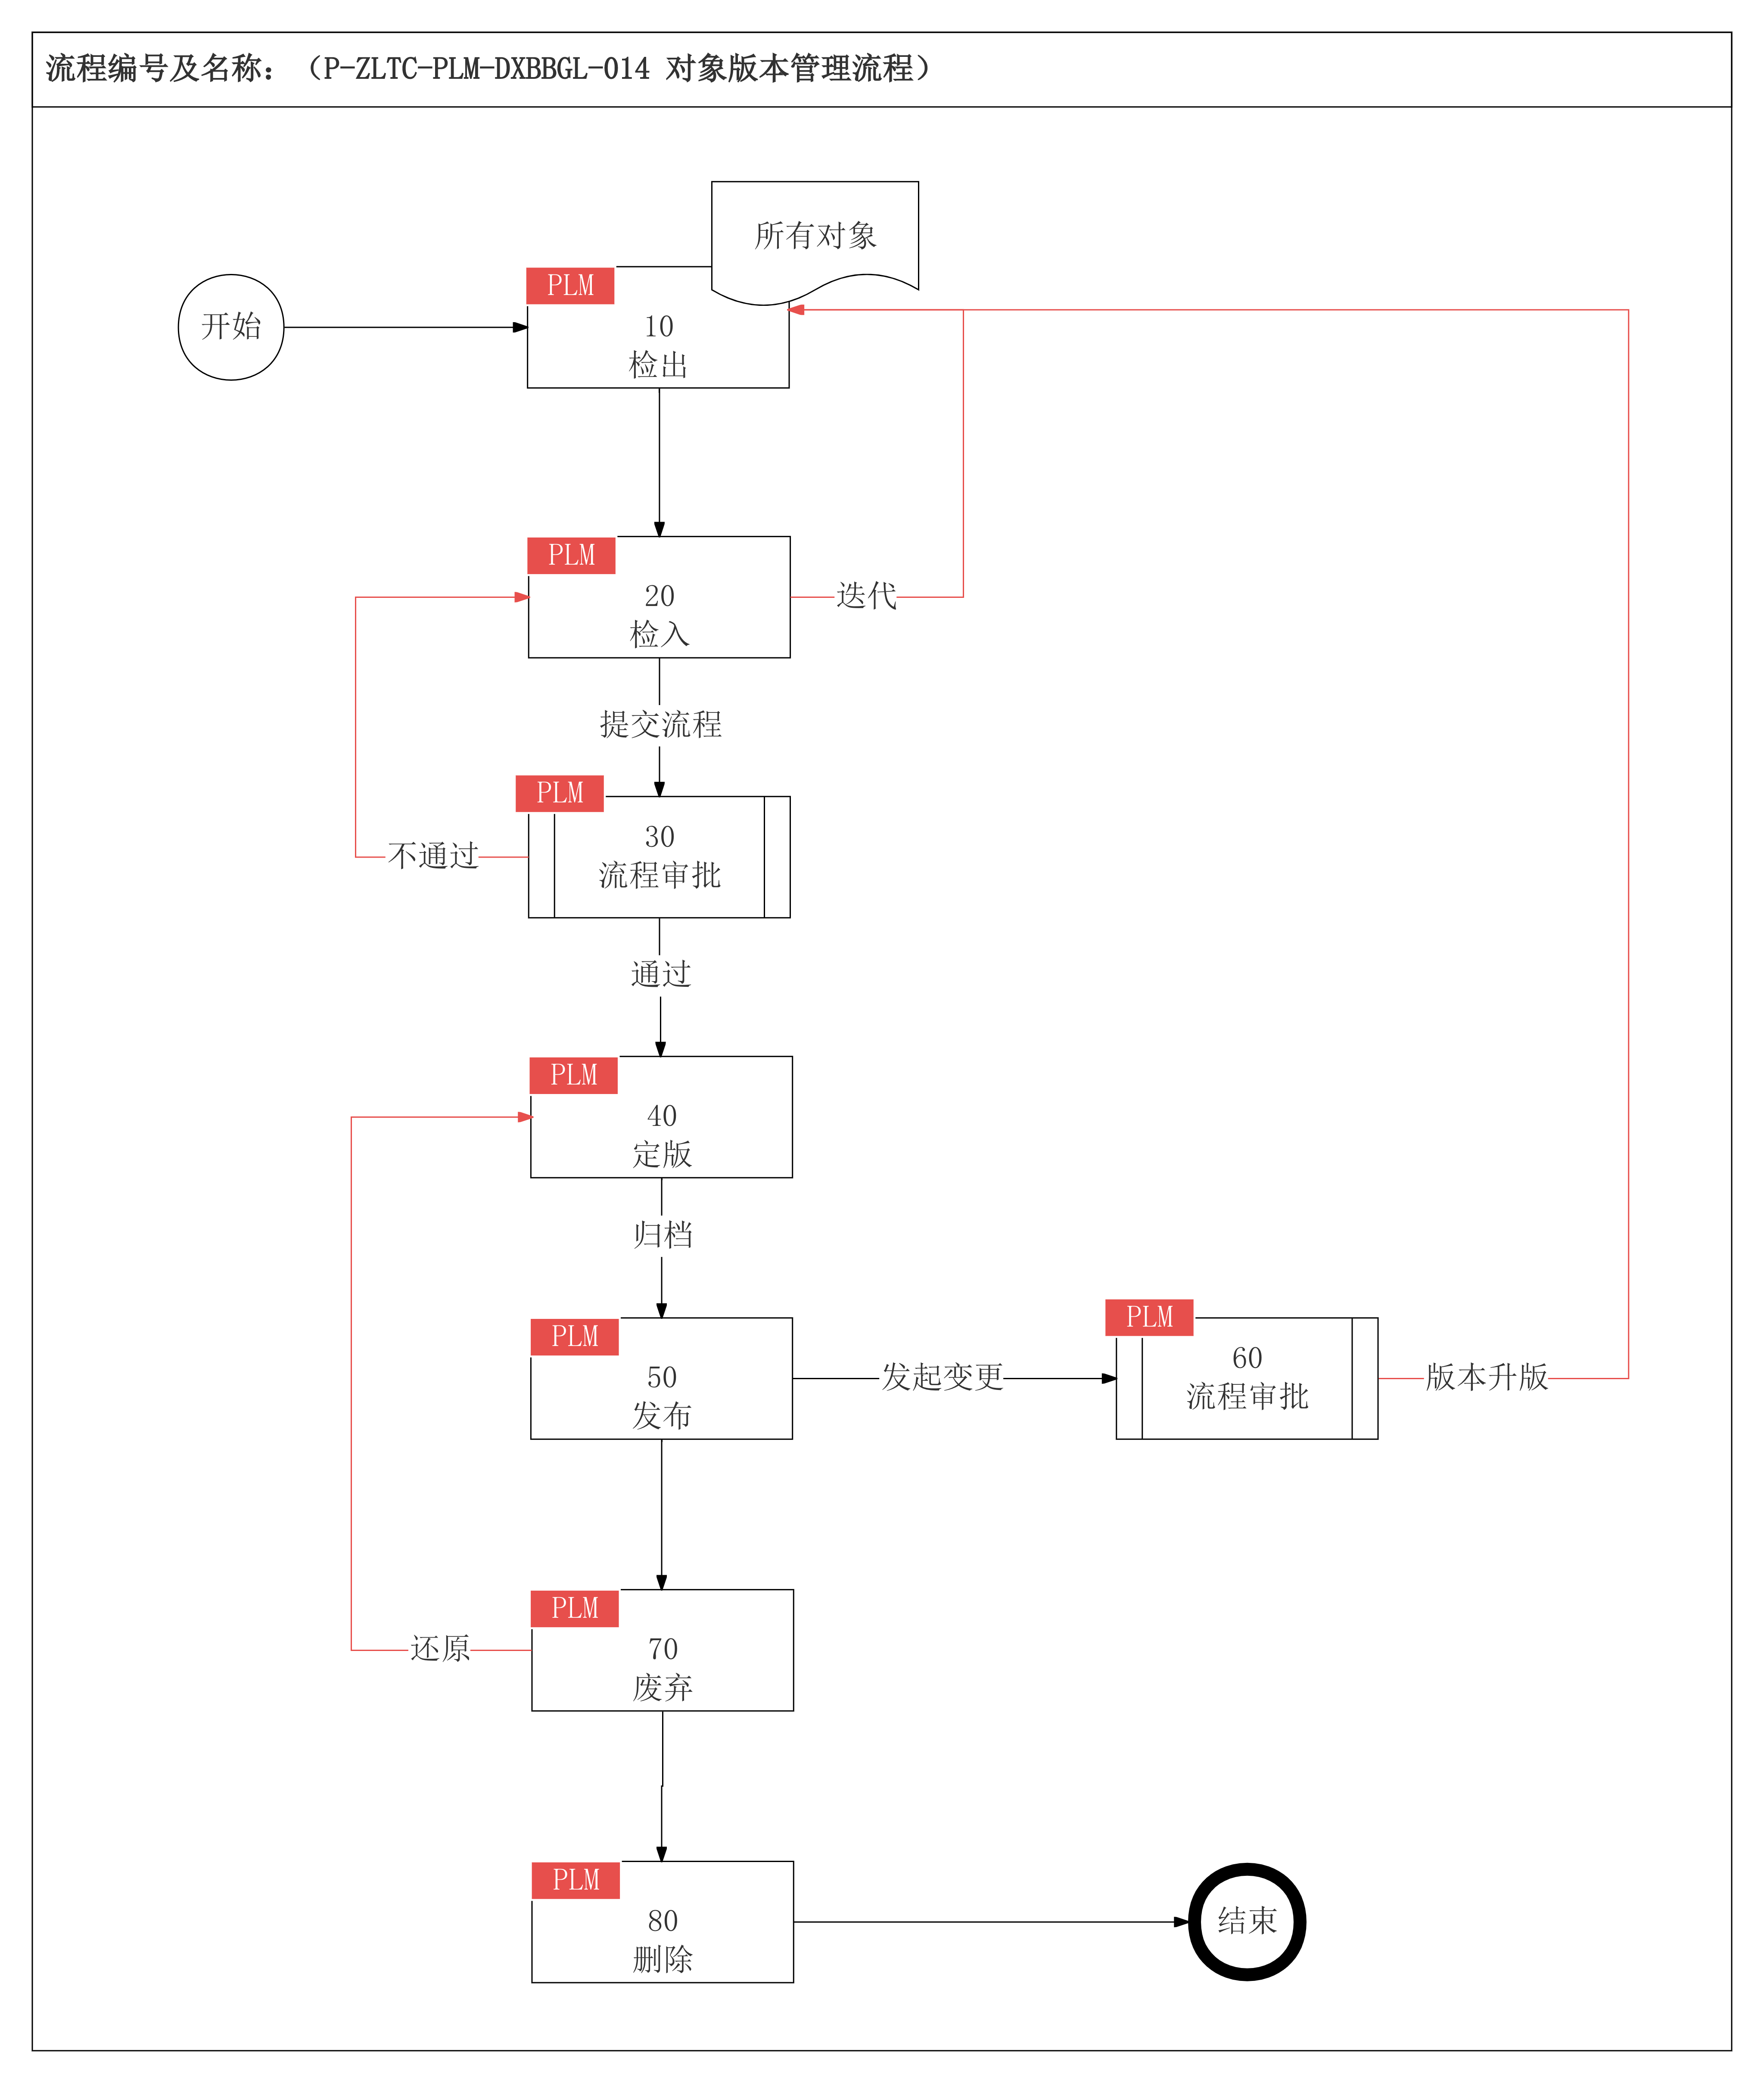 流程编号及名称：（P-ZLTC-PLM-DXBBGL-014 对象版本管理流程）
所有对象
PLM
开始
10
检出
PLM
20
检入
迭代
提交流程
PLM
30
流程审批
不通过
通过
PLM
40
定版
归档
PLM
50
发布
发起变更
PLM
60
流程审批
版本升版
PLM
70
废弃
还原
PLM
80
删除
结束